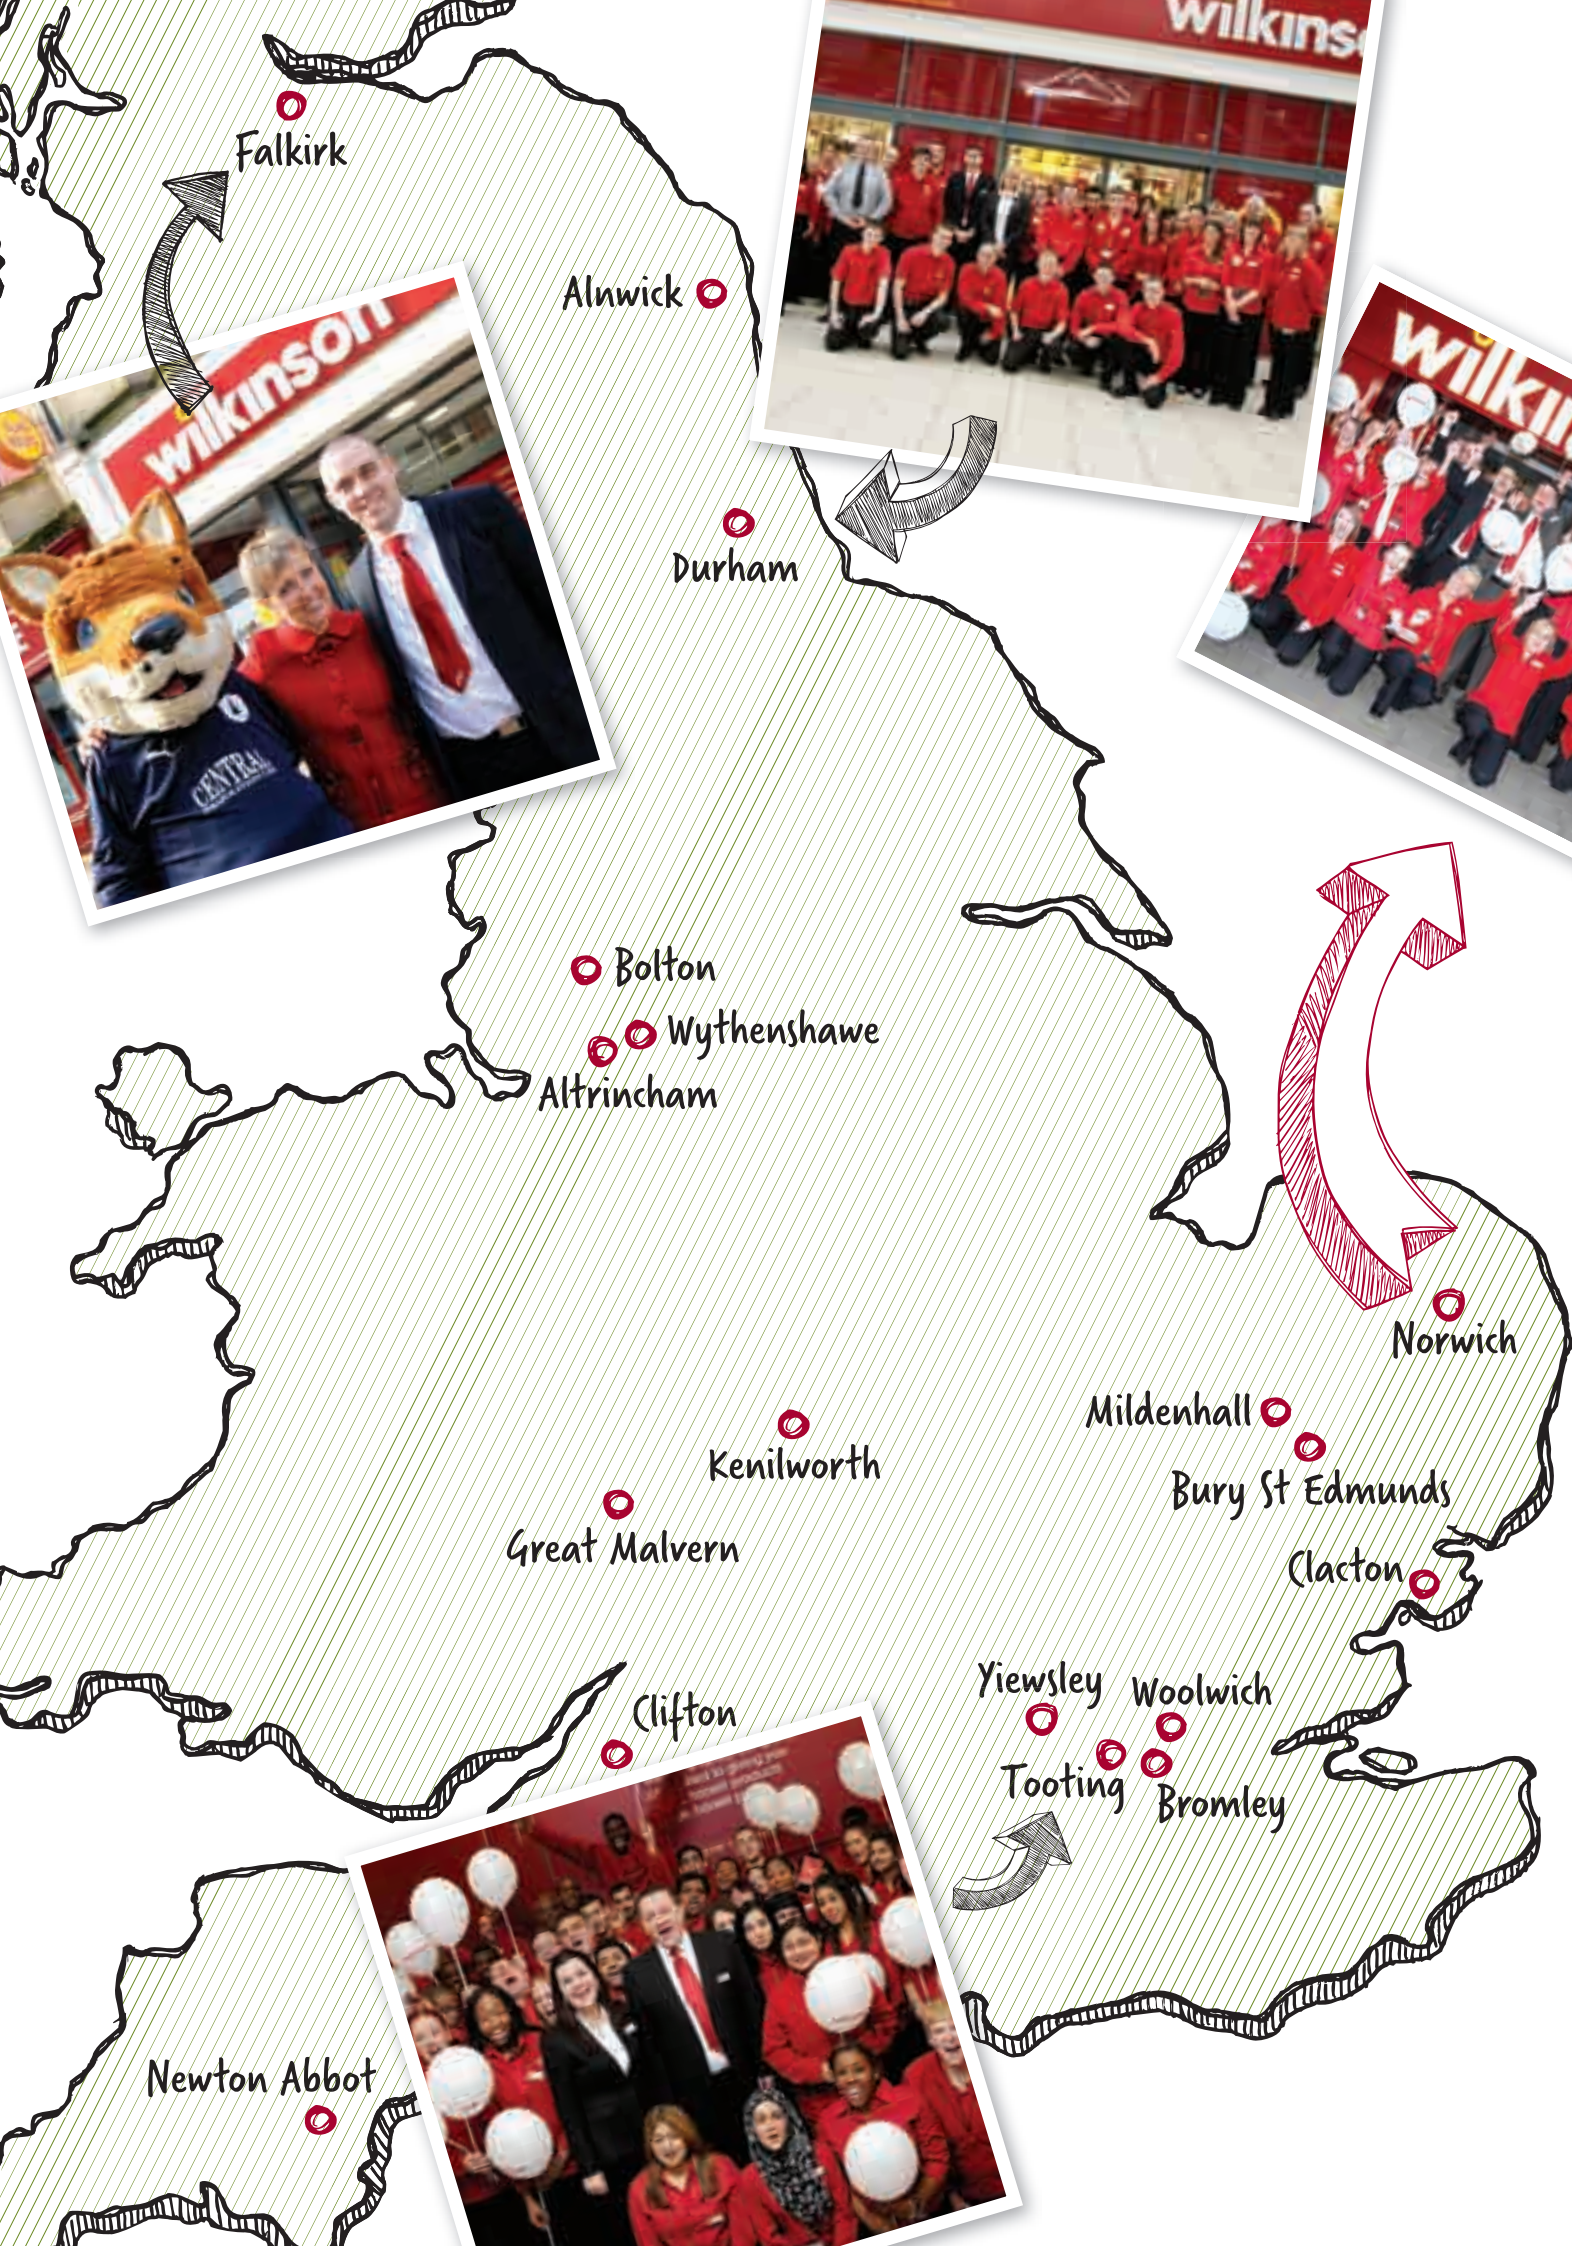 wilkins
Falkirk
Alnwick
wilkinson
wilki
CENTRAL
Durham
Bolton
Wythenshawe
Altrincham
Norwich
Mildenhall
Kenilworth
Bury St Edmunds
Great Malvern
Clacton
Yiewsley
Woolwich
Clifton
Tooting
Bromley
Newton Abbot